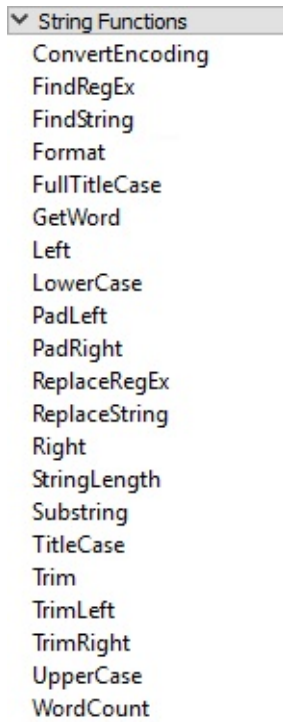 String Functions
ConvertEncoding
FindRegEx
FindString
Format
FullTitleCase
GetWord
Left
LowerCase
PadLeft
PadRight
ReplaceRegEx
ReplaceString
Right
StringLength
Substring
TitleCase
Trim
TrimLeft
TrimRight
UpperCase
WordCount